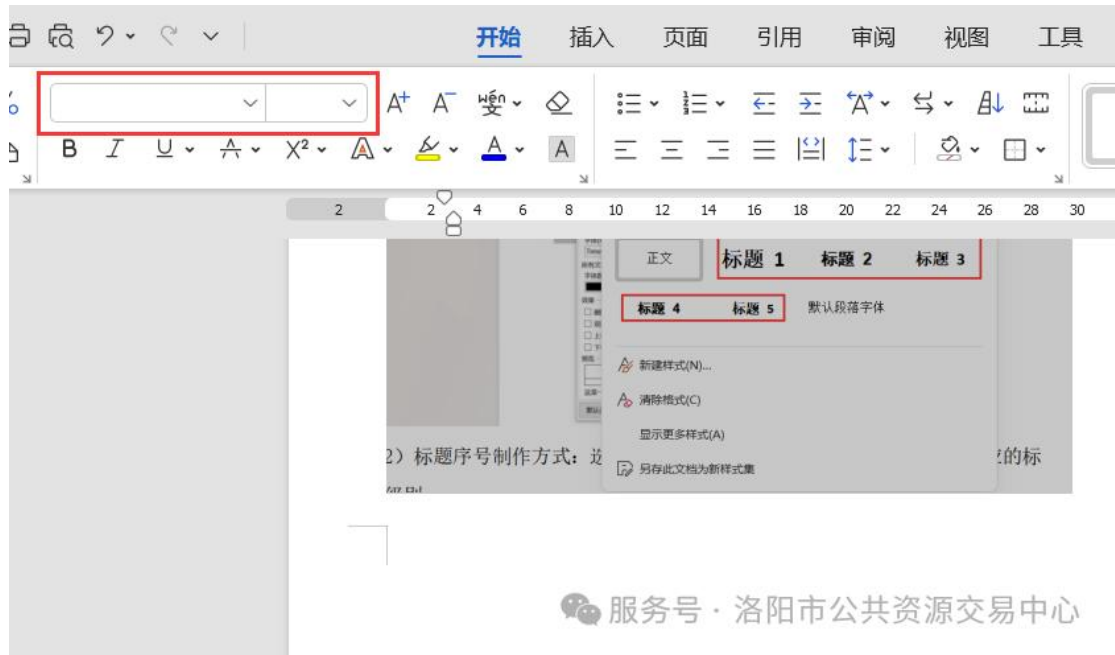 开始 插入 页面 引用 审阅 视图 工具
A+ A- wén 变
B I U A X² A A A
2 2 4 6 8 10 12 14 16 18 20 22 24 26 28 30
正文 标题 1 标题 2 标题 3
标题 4 标题 5 默认段落字体
新建样式(N)...
清除格式(C)
显示更多样式(A)
2）标题序号制作方式：
的标
另存此文档为新样式集
服务号 · 洛阳市公共资源交易中心